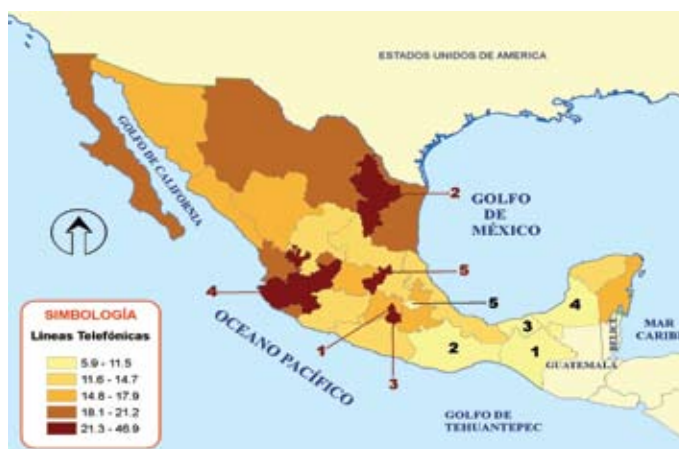 ESTADOS UNIDOS DE AMERICA
GOLFO DE CALIFORNIA
2
GOLFO
DE
MÉXICO
4
5
5
4
3
MAR
CARIBE
BELICE
GUATEMALA
1
2
1
3
OCEANO PACÍFICO
GOLFO DE
TEHUANTEPEC
SIMBOLOGÍA
Líneas Telefónicas
5.9 - 11.5
11.6 - 14.7
14.8 - 17.9
18.1 - 21.2
21.3 - 46.9